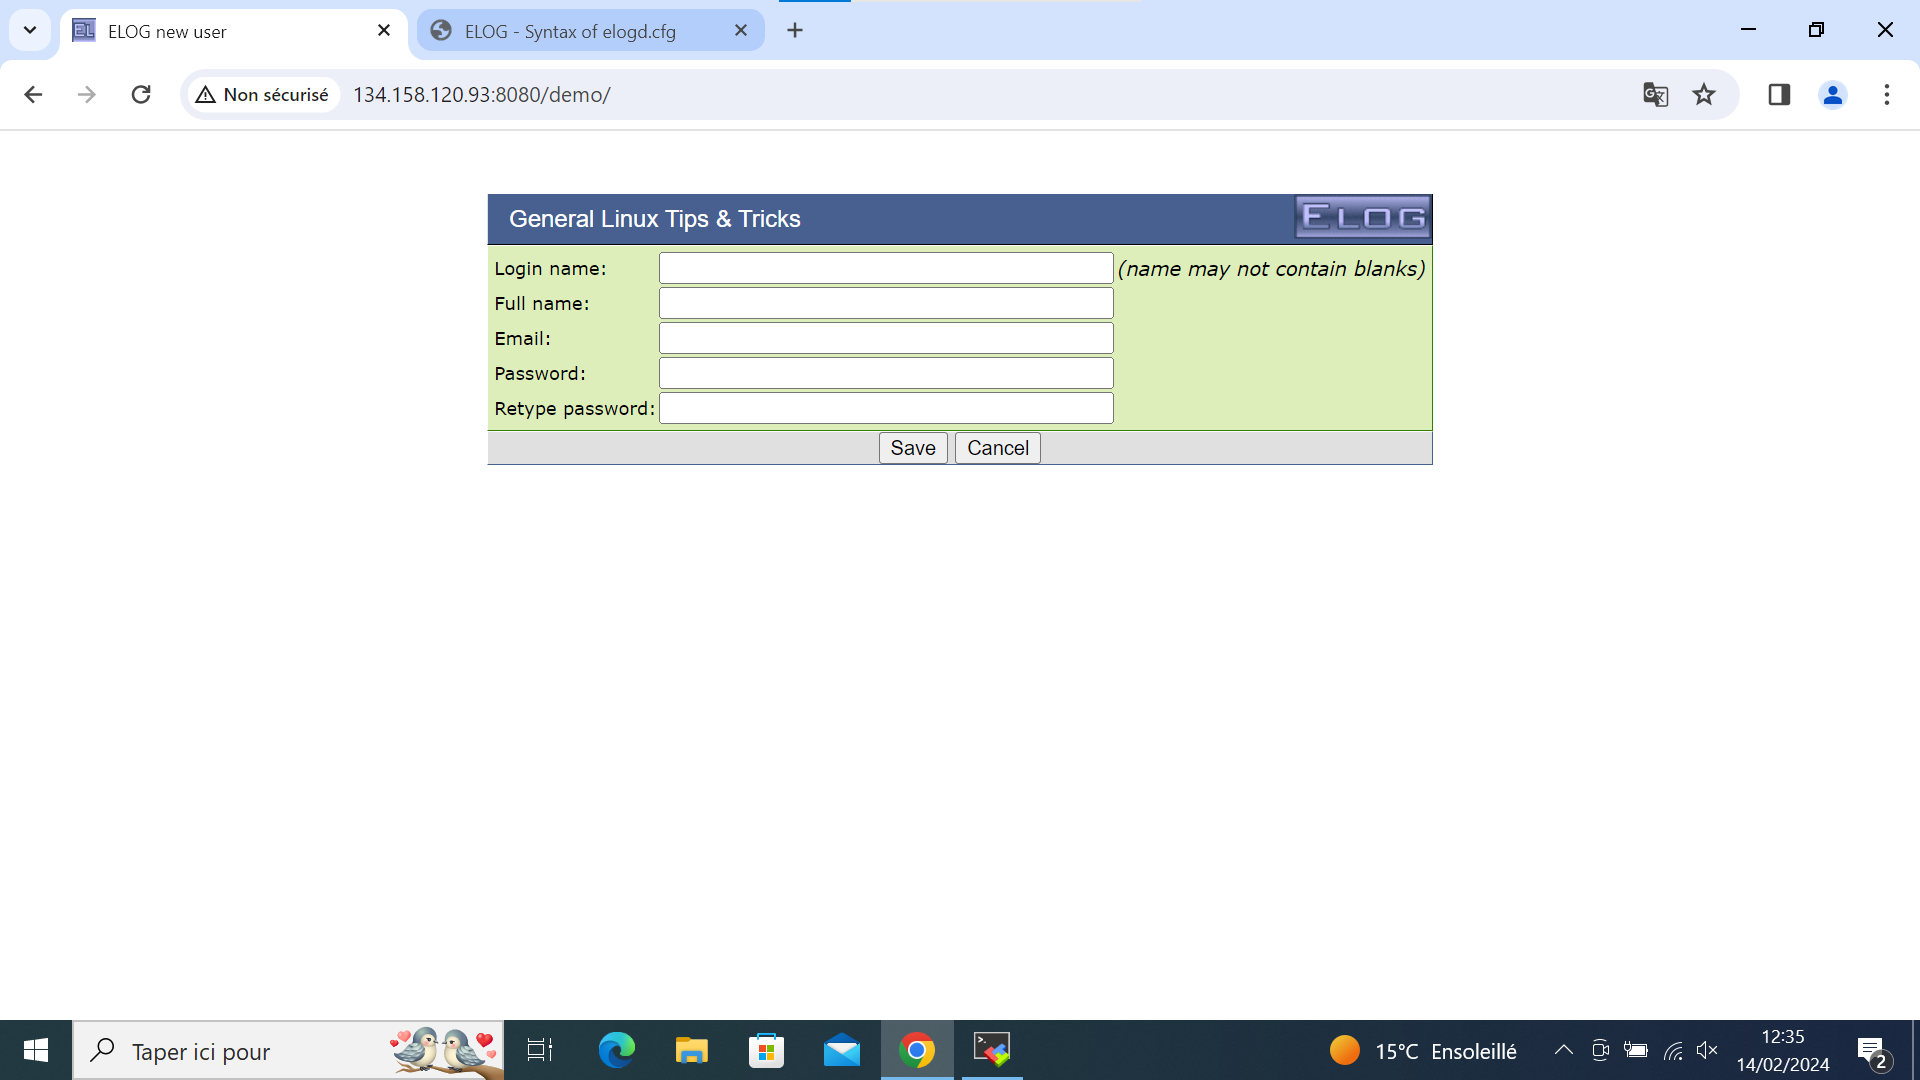 ELOG new user
ELOG - Syntax of elogd.cfg
Non sécurisé
134.158.120.93:8080/demo/
General Linux Tips & Tricks
ELOG
Login name:
(name may not contain blanks)
Full name:
Email:
Password:
Retype password:
Save
Cancel
Taper ici pour
15°C Ensoleillé
12:35
14/02/2024
2